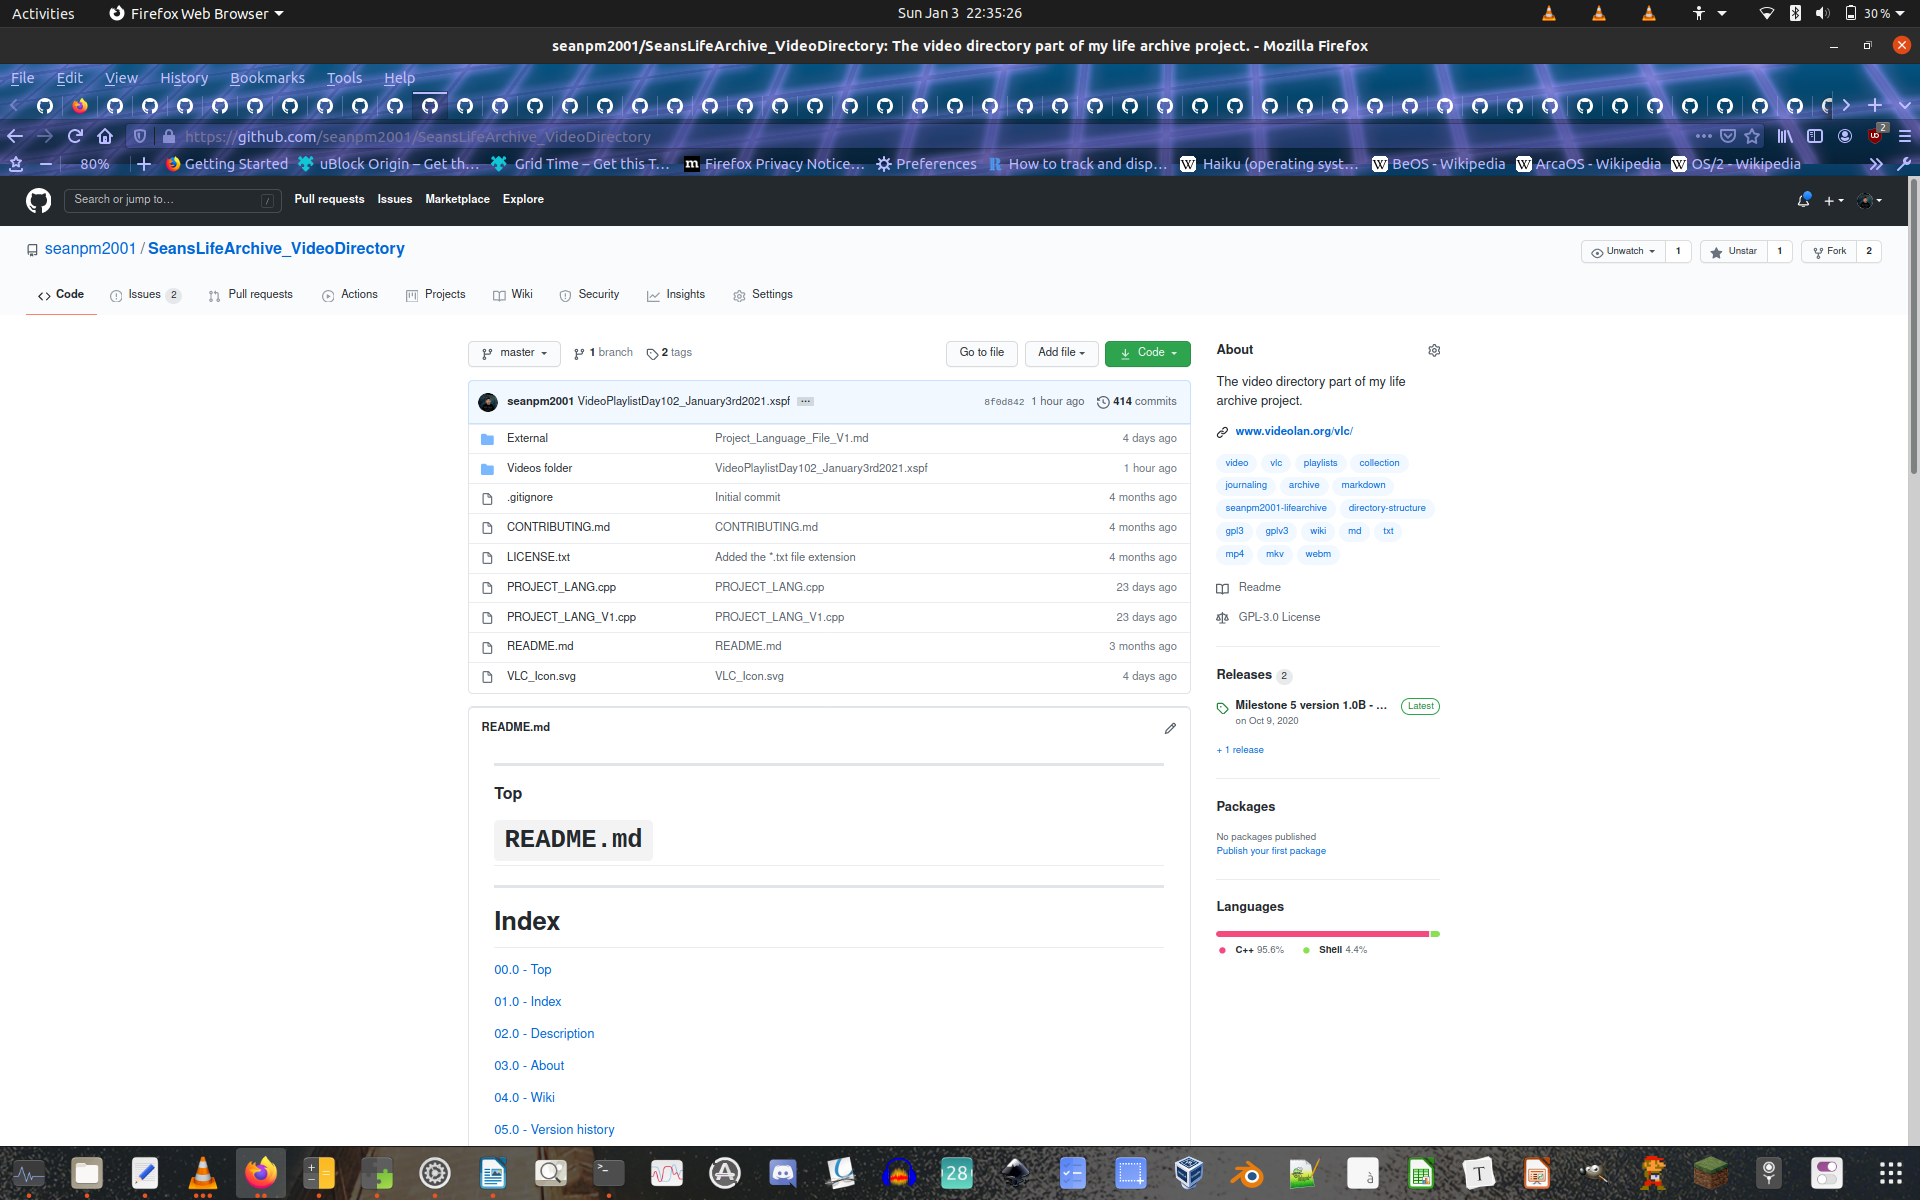 Activities Firefox Web Browser Sun Jan 3 22:35:26 30 %
seanpm2001/SeansLifeArchive_VideoDirectory: The video directory part of my life archive project. - Mozilla Firefox
File Edit View History Bookmarks Tools Help
https://github.com/seanpm2001/SeansLifeArchive_VideoDirectory 2
80% Getting Started uBlock Origin – Get th… Grid Time – Get this T… Firefox Privacy Notice… Preferences How to track and disp… Haiku (operating syst… BeOS - Wikipedia ArcaOS - Wikipedia OS/2 - Wikipedia
Search or jump to… / Pull requests Issues Marketplace Explore
seanpm2001 / SeansLifeArchive_VideoDirectory Unwatch 1 Unstar 1 Fork 2
Code Issues 2 Pull requests Actions Projects Wiki Security Insights Settings
master 1 branch 2 tags Go to file Add file Code
seanpm2001 VideoPlaylistDay102_January3rd2021.xspf ... 8f0d842 1 hour ago 414 commits
External Project_Language_File_V1.md 4 days ago
Videos folder VideoPlaylistDay102_January3rd2021.xspf 1 hour ago
.gitignore Initial commit 4 months ago
CONTRIBUTING.md CONTRIBUTING.md 4 months ago
LICENSE.txt Added the *.txt file extension 4 months ago
PROJECT_LANG.cpp PROJECT_LANG.cpp 23 days ago
PROJECT_LANG_V1.cpp PROJECT_LANG_V1.cpp 23 days ago
README.md README.md 3 months ago
VLC_Icon.svg VLC_Icon.svg 4 days ago
README.md
Top
README.md
Index
00.0 - Top
01.0 - Index
02.0 - Description
03.0 - About
04.0 - Wiki
05.0 - Version history
About
The video directory part of my life
archive project.
www.videolan.org/vlc/
video vlc playlists collection
journaling archive markdown
seanpm2001-lifearchive directory-structure
gpl3 gplv3 wiki md txt
mp4 mkv webm
Readme
GPL-3.0 License
Releases 2
Milestone 5 version 1.0B - ... Latest
on Oct 9, 2020
+ 1 release
Packages
No packages published
Publish your first package
Languages
C++ 95.6% Shell 4.4%
28